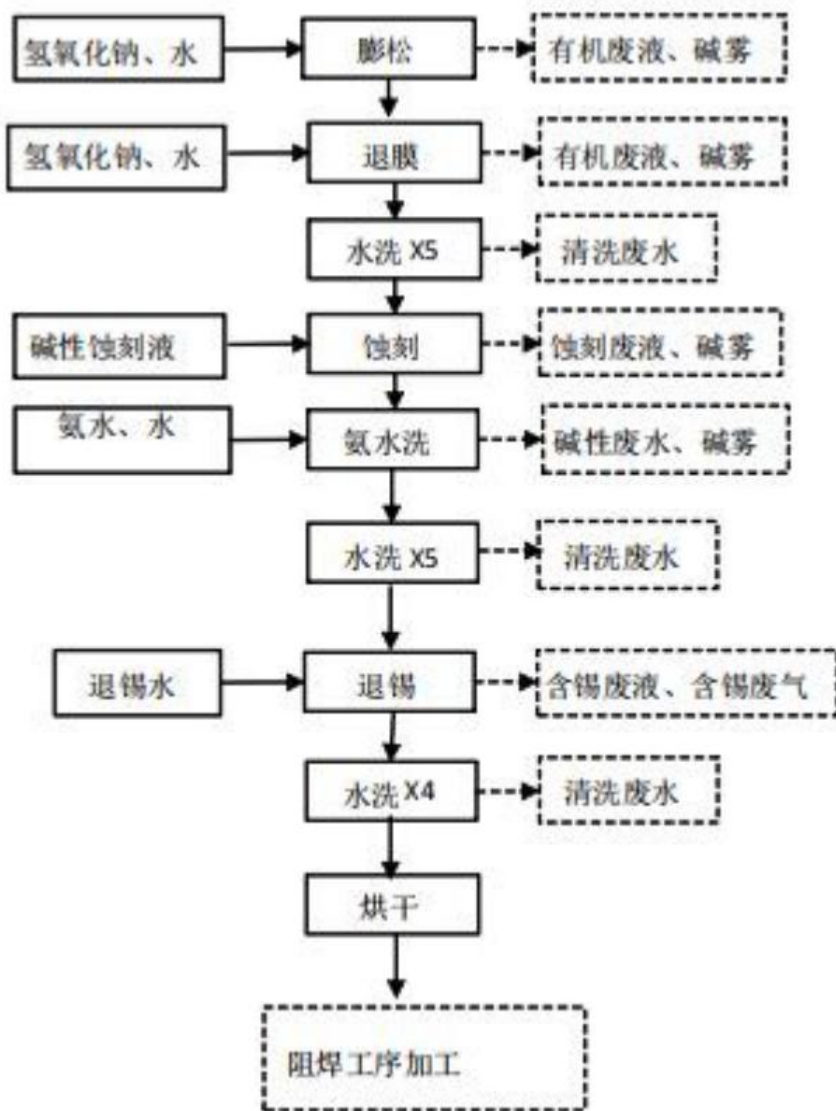 氢氧化钠、水
膨松
有机废液、碱雾
氢氧化钠、水
退膜
有机废液、碱雾
水洗 X5
清洗废水
碱性蚀刻液
蚀刻
蚀刻废液、碱雾
氨水、水
氨水洗
碱性废水、碱雾
水洗 X5
清洗废水
退锡水
退锡
含锡废液、含锡废气
水洗 X4
清洗废水
烘干
阻焊工序加工